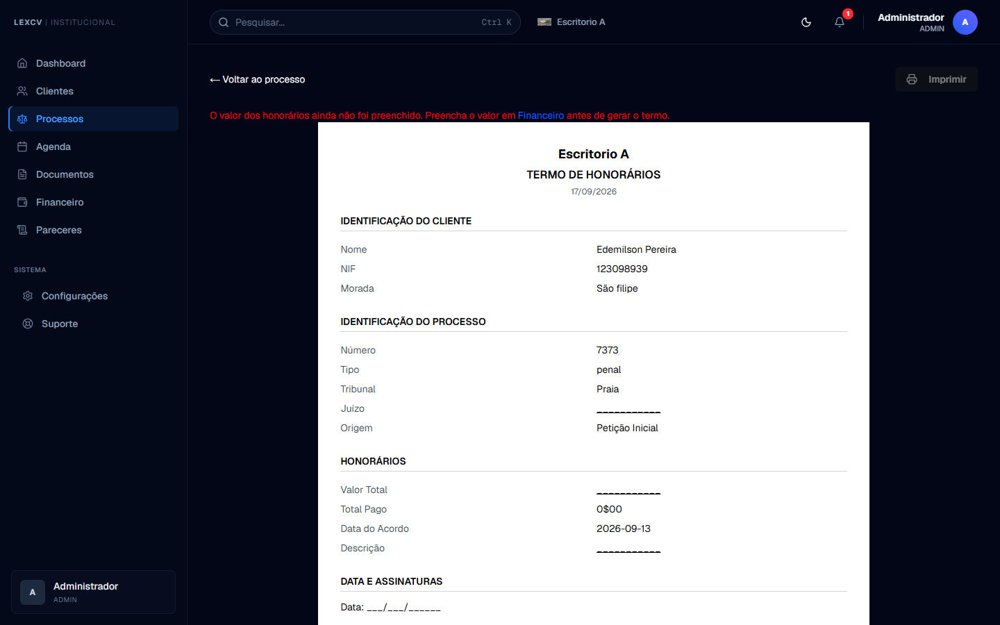 LEXCV | INSTITUCIONAL
Pesquisar...
Ctrl K
Escritorio A
1
Administrador
ADMIN
A
Dashboard
Clientes
Processos
Agenda
Documentos
Financeiro
Pareceres
SISTEMA
Configurações
Suporte
A
Administrador
ADMIN
← Voltar ao processo
Imprimir
O valor dos honorários ainda não foi preenchido. Preencha o valor em Financeiro antes de gerar o termo.
Escritorio A
TERMO DE HONORÁRIOS
17/09/2026
IDENTIFICAÇÃO DO CLIENTE
Nome Edemilson Pereira
NIF 123098939
Morada São filipe
IDENTIFICAÇÃO DO PROCESSO
Número 7373
Tipo penal
Tribunal Praia
Juízo ___________
Origem Petição Inicial
HONORÁRIOS
Valor Total ___________
Total Pago 0$00
Data do Acordo 2026-09-13
Descrição ___________
DATA E ASSINATURAS
Data: ___/___/______